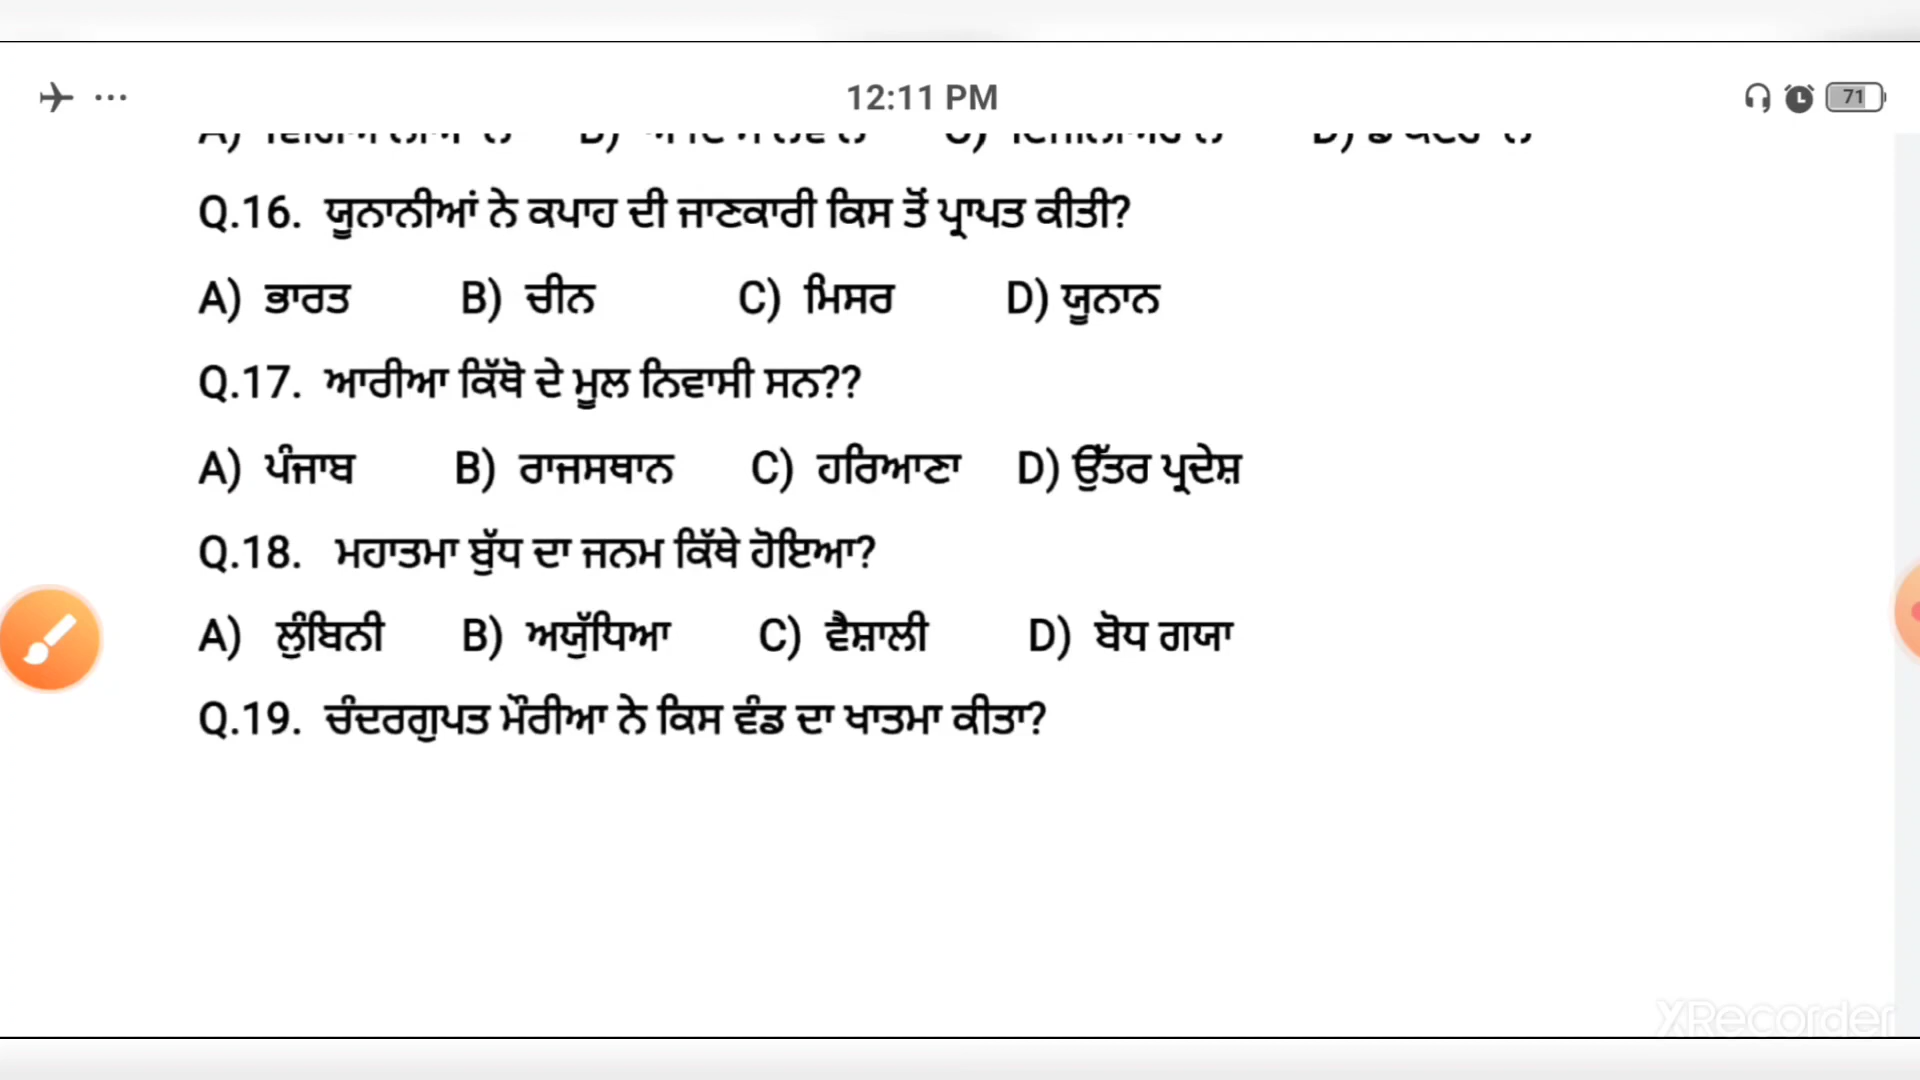 12:11 PM
71
Q.16. ਯੂਨਾਨੀਆਂ ਨੇ ਕਪਾਹ ਦੀ ਜਾਣਕਾਰੀ ਕਿਸ ਤੋਂ ਪ੍ਰਾਪਤ ਕੀਤੀ?
A) ਭਾਰਤ B) ਚੀਨ C) ਮਿਸਰ D) ਯੂਨਾਨ
Q.17. ਆਰੀਆ ਕਿੱਥੋ ਦੇ ਮੂਲ ਨਿਵਾਸੀ ਸਨ??
A) ਪੰਜਾਬ B) ਰਾਜਸਥਾਨ C) ਹਰਿਆਣਾ D) ਉੱਤਰ ਪ੍ਰਦੇਸ਼
Q.18. ਮਹਾਤਮਾ ਬੁੱਧ ਦਾ ਜਨਮ ਕਿੱਥੇ ਹੋਇਆ?
A) ਲੁੰਬਿਨੀ B) ਅਯੁੱਧਿਆ C) ਵੈਸ਼ਾਲੀ D) ਬੋਧ ਗਯਾ
Q.19. ਚੰਦਰਗੁਪਤ ਮੌਰੀਆ ਨੇ ਕਿਸ ਵੰਡ ਦਾ ਖਾਤਮਾ ਕੀਤਾ?
XRecorder